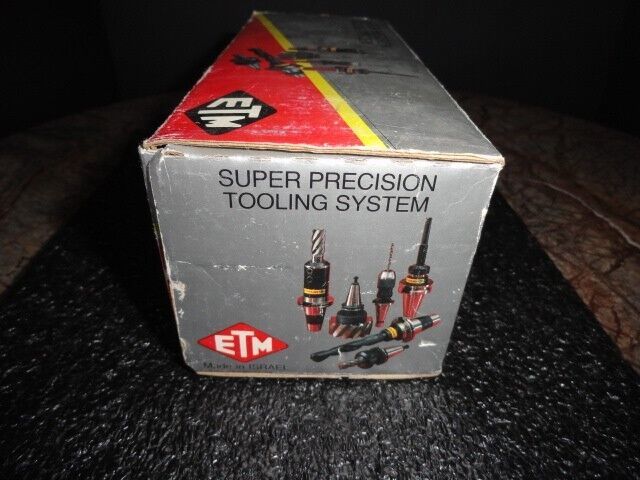 ETM
SUPER PRECISION
TOOLING SYSTEM
ETM
Made in ISRAEL